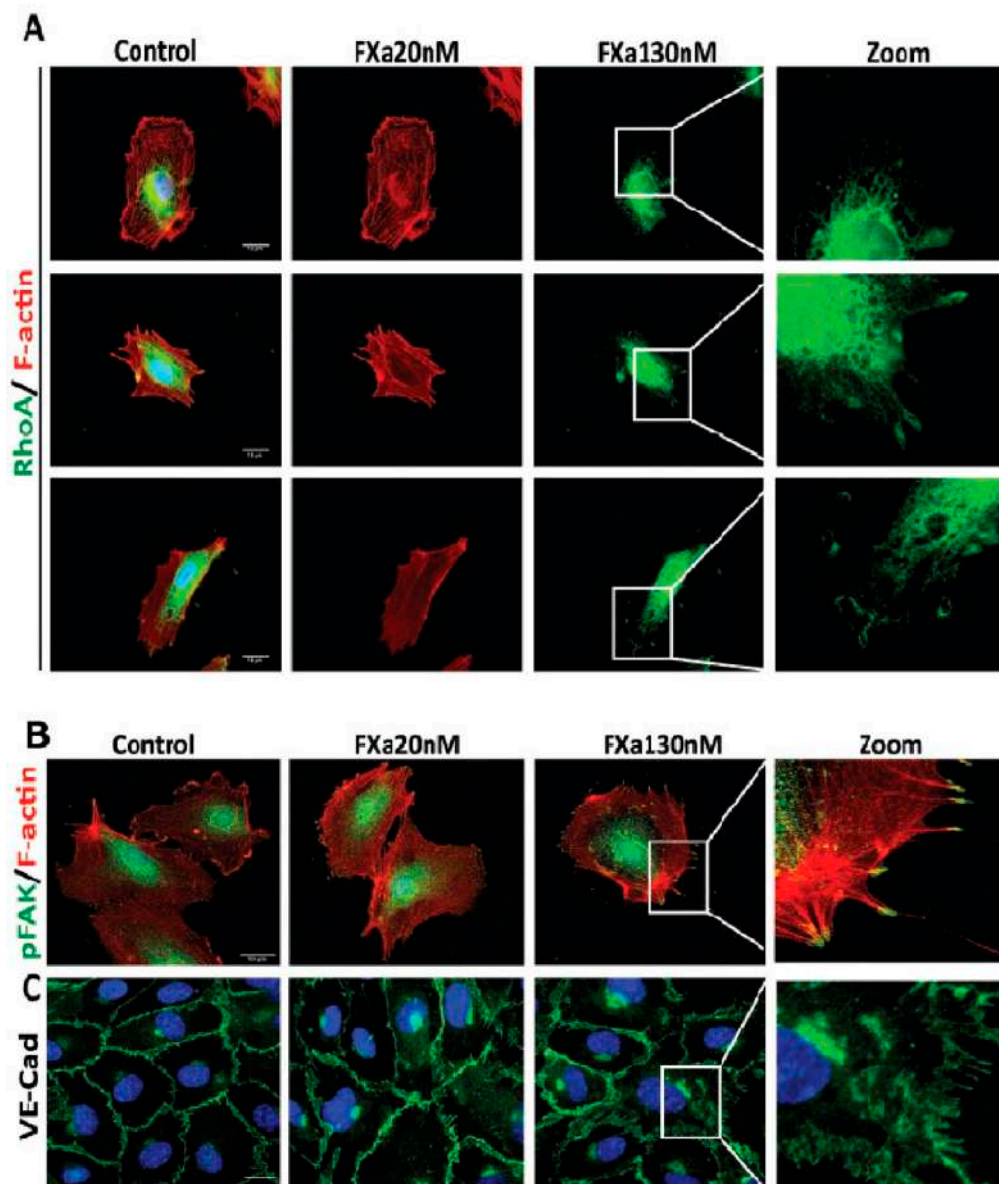 A
Control FXa20nM FXa130nM Zoom
RhoA/ F-actin
B
Control FXa20nM FXa130nM Zoom
pFAK/F-actin
C
VE-Cad